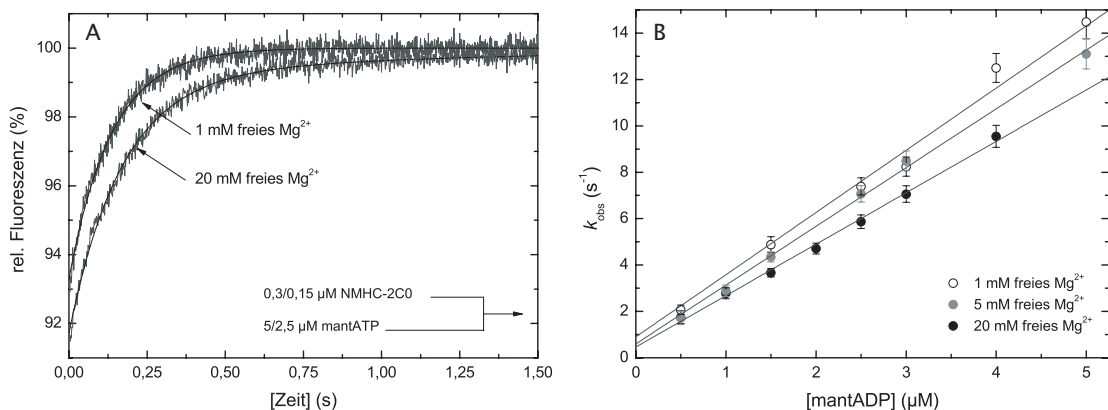 A
rel. Fluoreszenz (%)
100
98
96
94
92
1 mM freies Mg²⁺
20 mM freies Mg²⁺
0,3/0,15 µM NMHC-2C0
5/2,5 µM mantATP
0,00 0,25 0,50 0,75 1,00 1,25 1,50
[Zeit] (s)
B
k_obs (s⁻¹)
14
12
10
8
6
4
2
0
1 mM freies Mg²⁺
5 mM freies Mg²⁺
20 mM freies Mg²⁺
0 1 2 3 4 5
[mantADP] (µM)